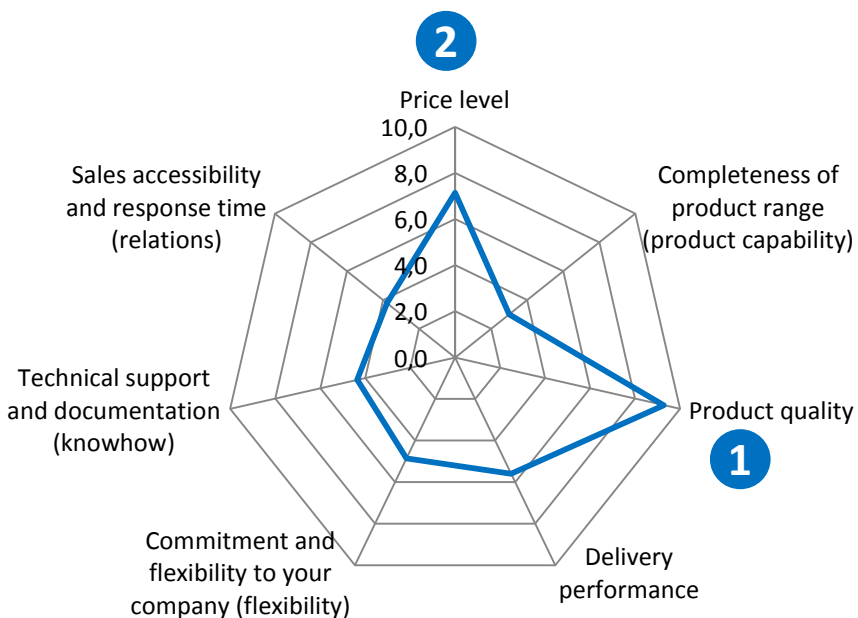 2
Price level
10,0
8,0
6,0
4,0
2,0
0,0
Completeness of
product range
(product capability)
Product quality
1
Delivery
performance
Commitment and
flexibility to your
company (flexibility)
Technical support
and documentation
(knowhow)
Sales accessibility
and response time
(relations)